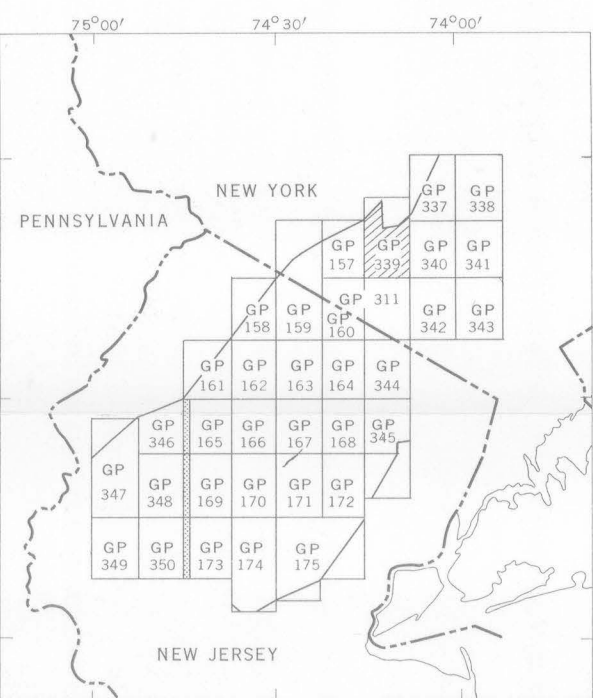 75°00′ 74°30′ 74°00′
NEW YORK
PENNSYLVANIA
GP 337
GP 338
GP 157
GP 339
GP 340
GP 341
GP 158
GP 159
GP 311
GP 160
GP 342
GP 343
GP 161
GP 162
GP 163
GP 164
GP 344
GP 346
GP 165
GP 166
GP 167
GP 168
GP 345
GP 347
GP 348
GP 169
GP 170
GP 171
GP 172
GP 349
GP 350
GP 173
GP 174
GP 175
NEW JERSEY